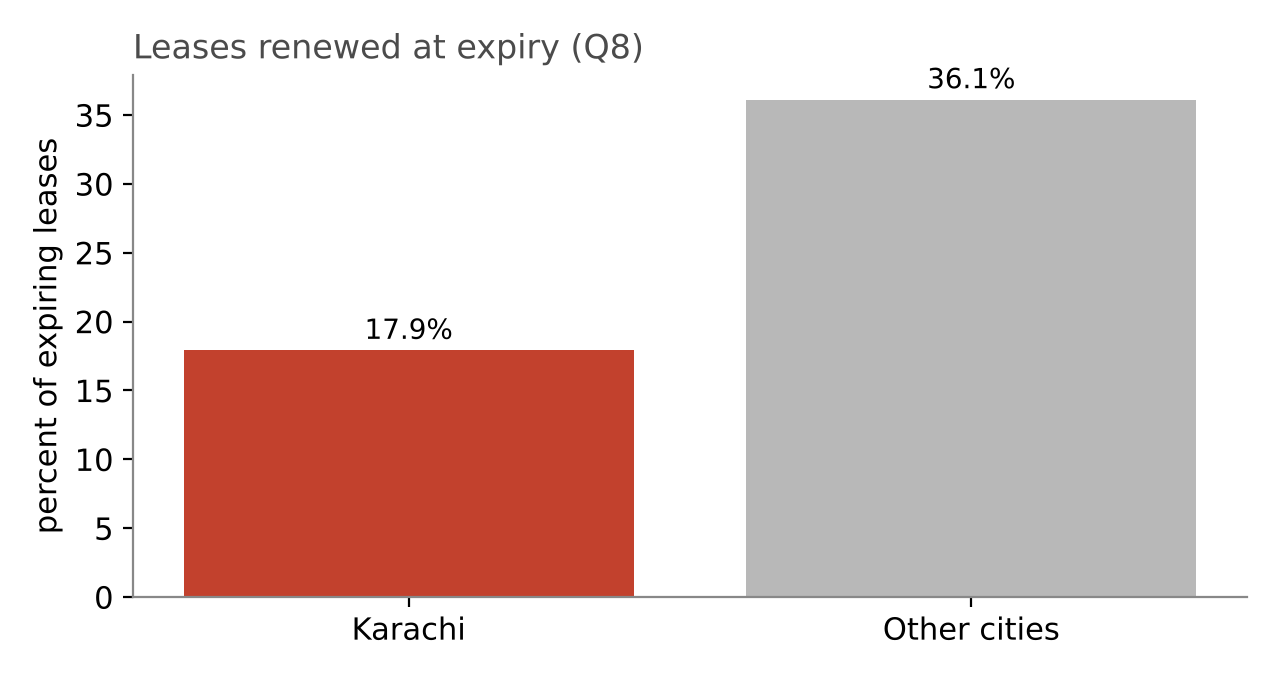 Leases renewed at expiry (Q8)
percent of expiring leases
35
30
25
20
15
10
5
0
17.9%
36.1%
Karachi
Other cities